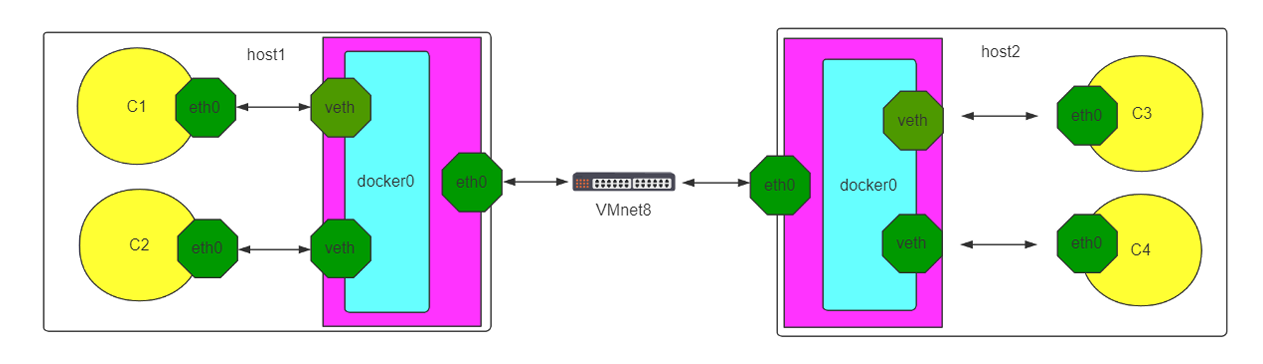 host1
C1
eth0
veth
C2
eth0
veth
docker0
eth0
VMnet8
host2
eth0
docker0
veth
eth0
C3
veth
eth0
C4